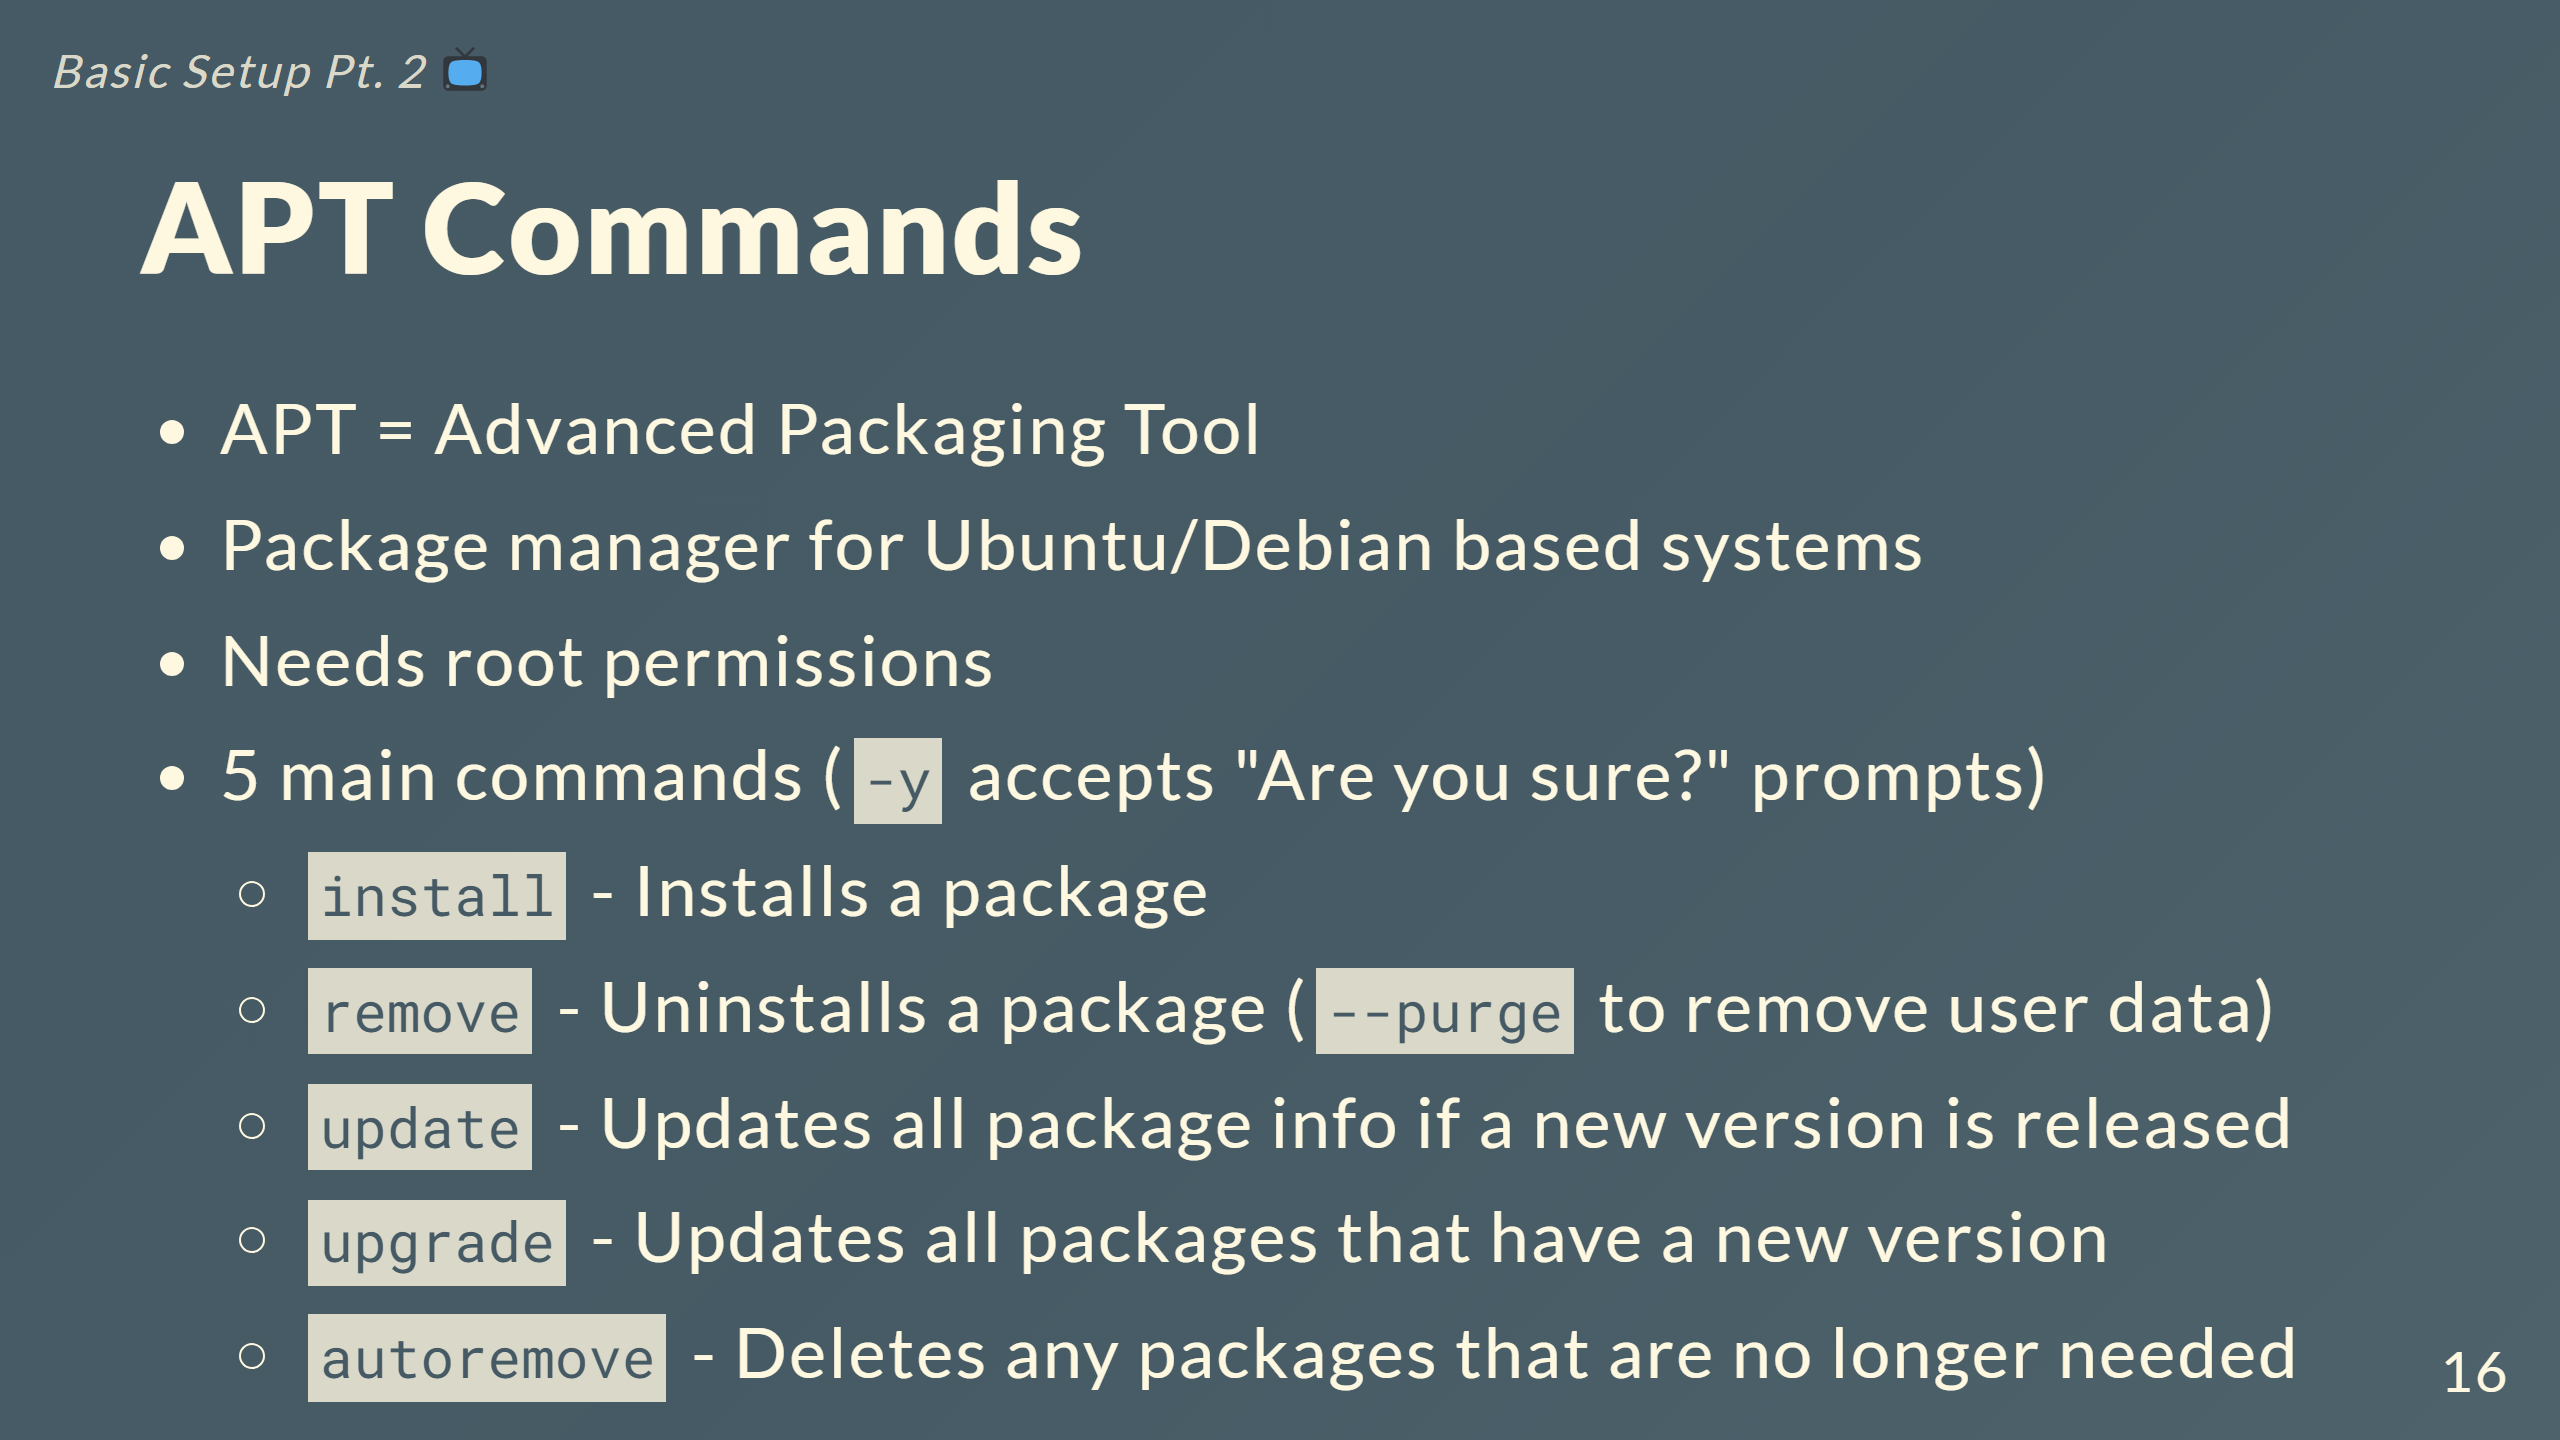 Basic Setup Pt. 2 📺
APT Commands
• APT = Advanced Packaging Tool
• Package manager for Ubuntu/Debian based systems
• Needs root permissions
• 5 main commands ( -y accepts "Are you sure?" prompts)
○ install - Installs a package
○ remove - Uninstalls a package ( --purge to remove user data)
○ update - Updates all package info if a new version is released
○ upgrade - Updates all packages that have a new version
○ autoremove - Deletes any packages that are no longer needed
16